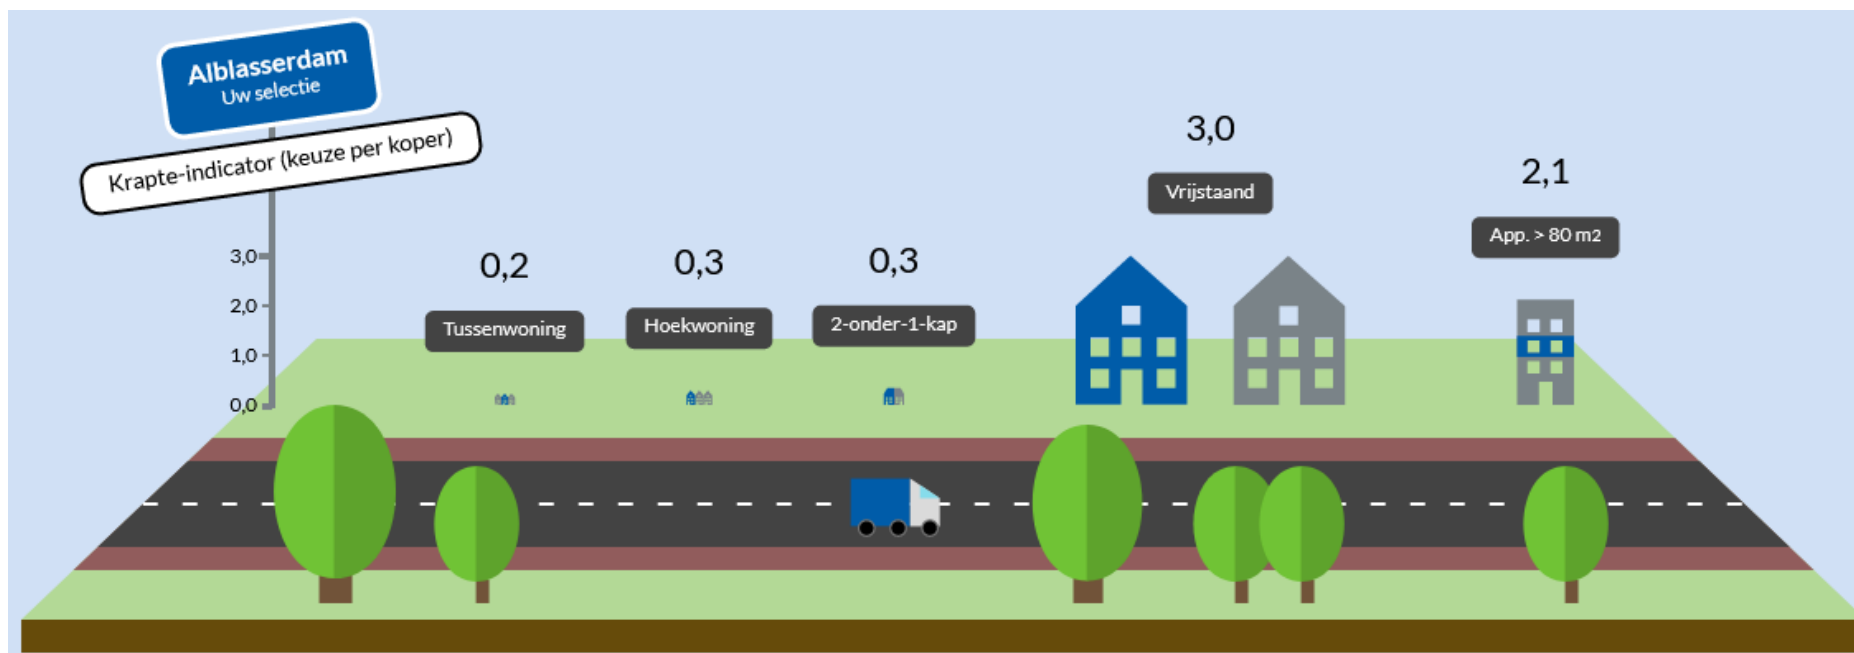 Alblasserdam
Uw selectie
Krapte-indicator (keuze per koper)
3,0
2,0
1,0
0,0
0,2
Tussenwoning
0,3
Hoekwoning
0,3
2-onder-1-kap
3,0
Vrijstaand
2,1
App. > 80 m2